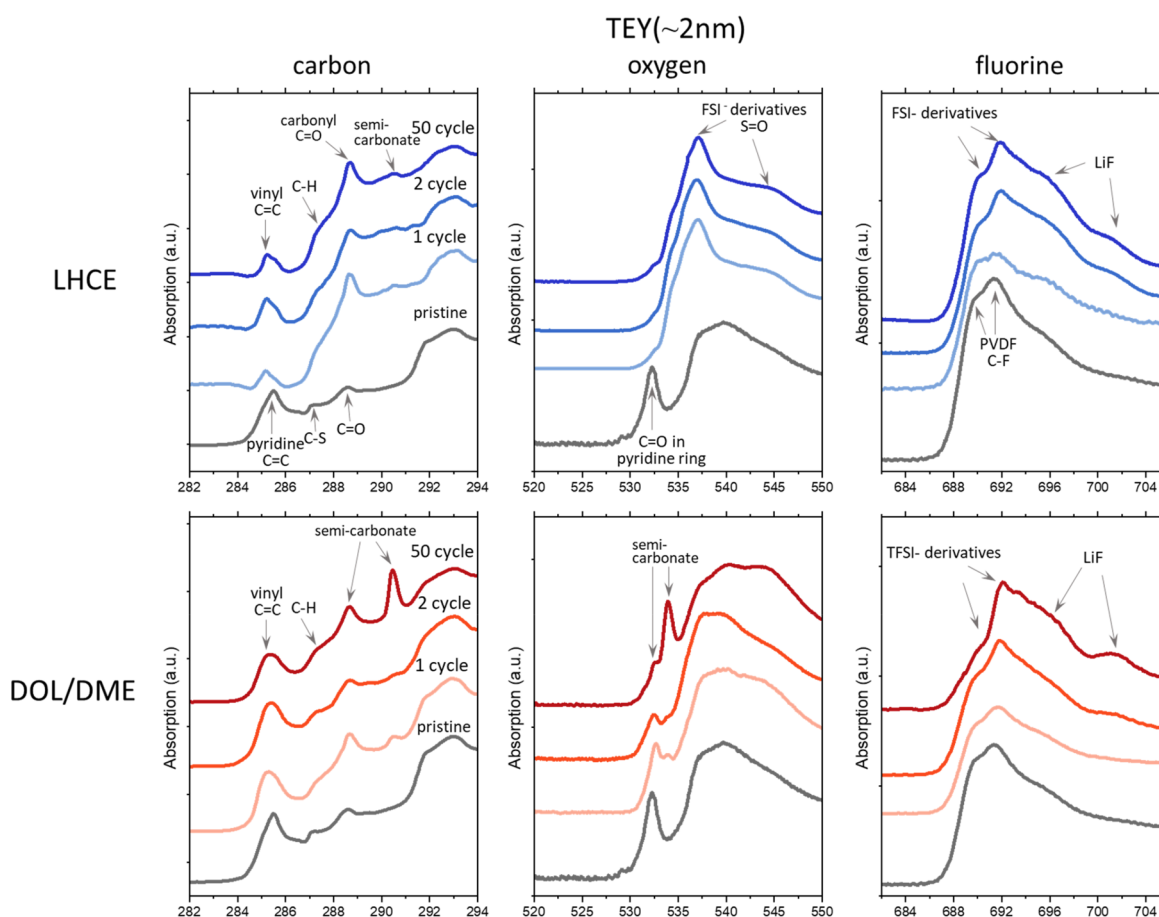 TEY(~2nm)
carbon
oxygen
fluorine
LHCE
Absorption (a.u.)
carbonyl
C=O
semi-
carbonate
50 cycle
vinyl
C=C
C-H
2 cycle
1 cycle
pristine
pyridine
C=C
C-S
C=O
282 284 286 288 290 292 294
Absorption (a.u.)
FSI⁻ derivatives
S=O
C=O in
pyridine ring
520 525 530 535 540 545 550
Absorption (a.u.)
FSI- derivatives
LiF
PVDF
C-F
684 688 692 696 700 704
DOL/DME
Absorption (a.u.)
semi-carbonate
50 cycle
vinyl
C=C
C-H
2 cycle
1 cycle
pristine
282 284 286 288 290 292 294
Absorption (a.u.)
semi-
carbonate
520 525 530 535 540 545 550
Absorption (a.u.)
TFSI- derivatives
LiF
684 688 692 696 700 704